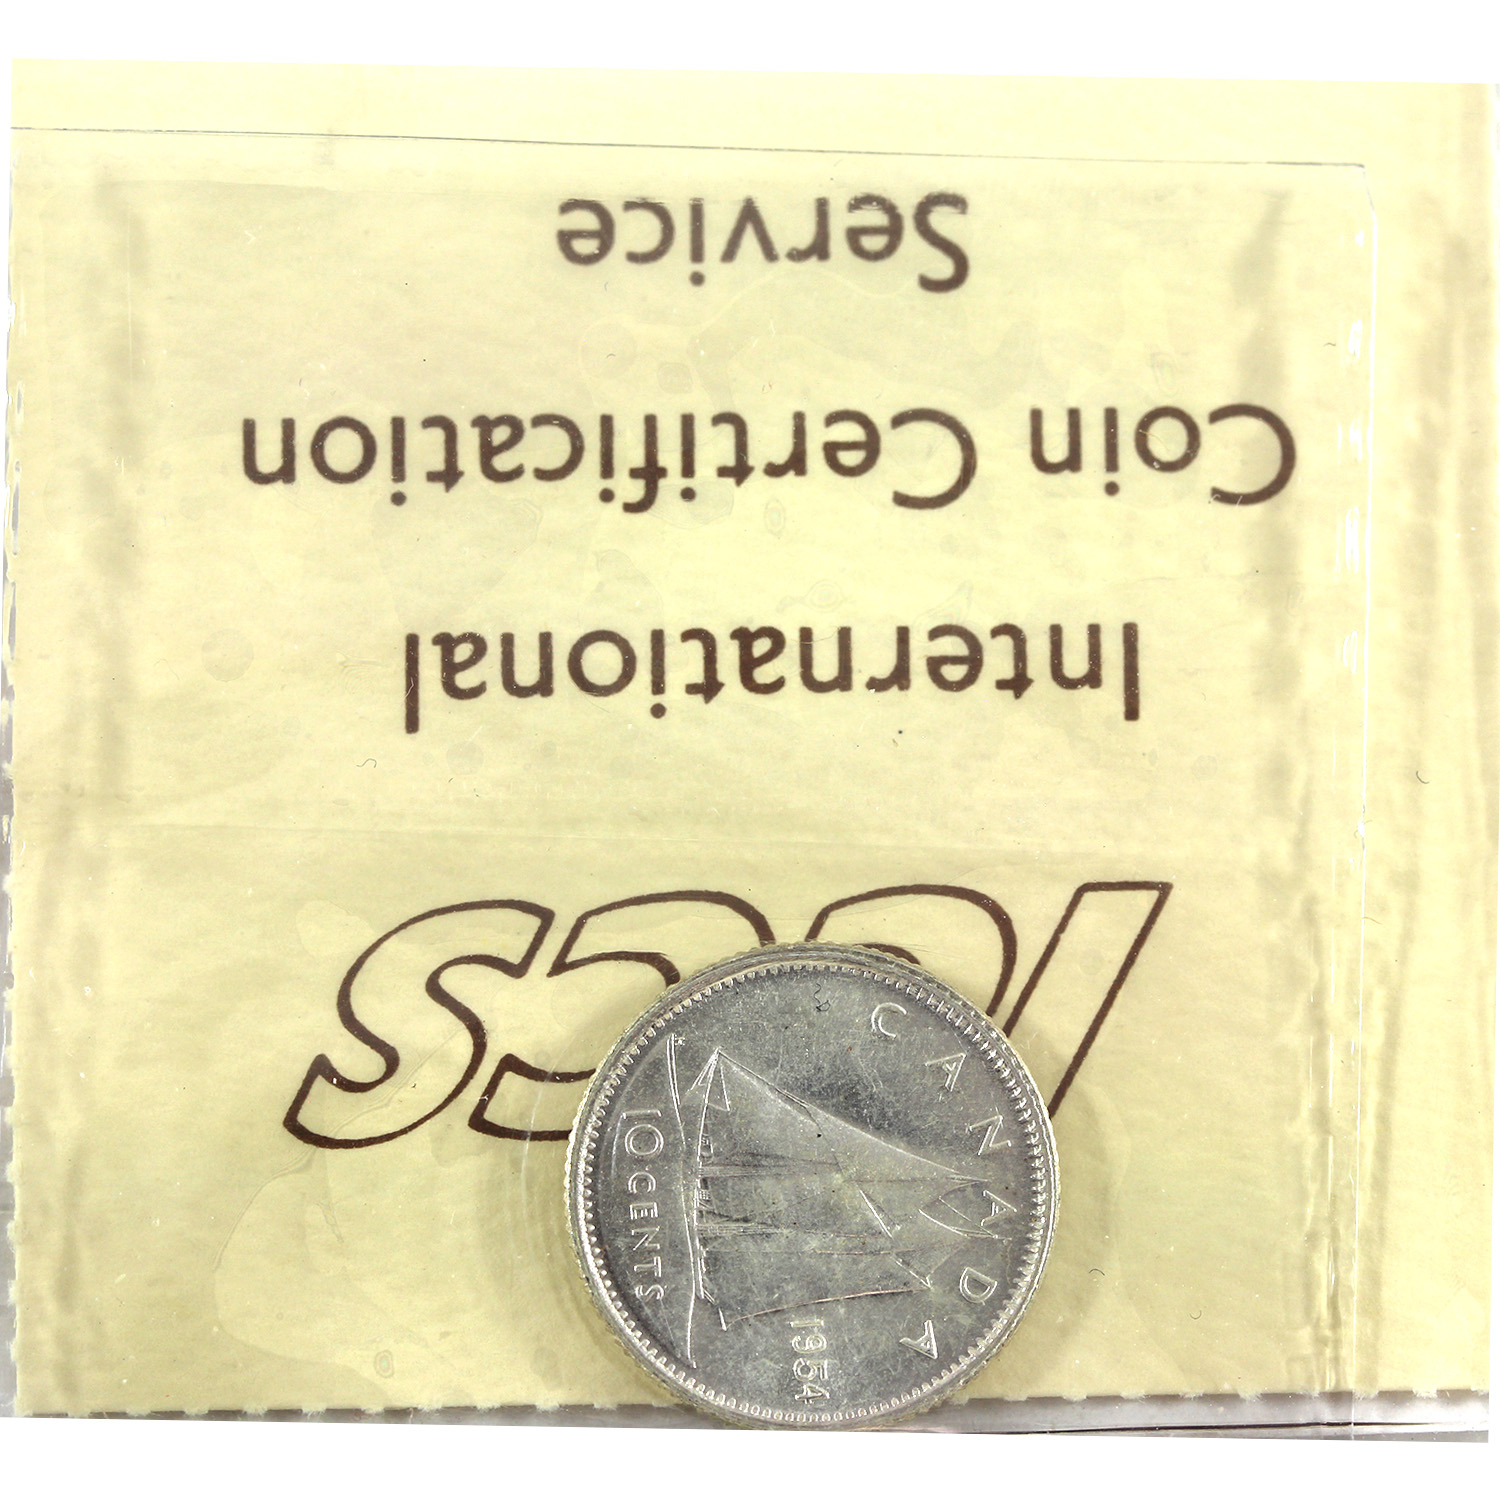 ICCS
International
Coin Certification
Service
CANADA
1954
10 CENTS